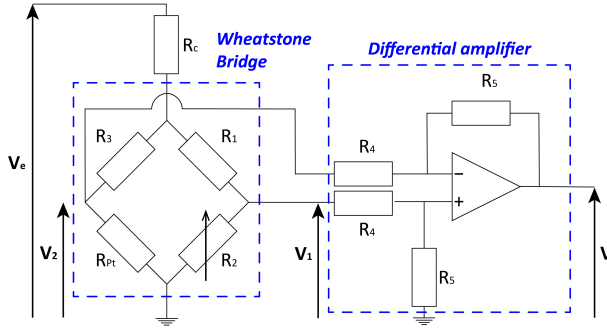 Wheatstone
Bridge
Differential amplifier
Rc
R5
R3
R1
R4
Ve
R4
V2
RPt
R2
V1
R5
V
−
+